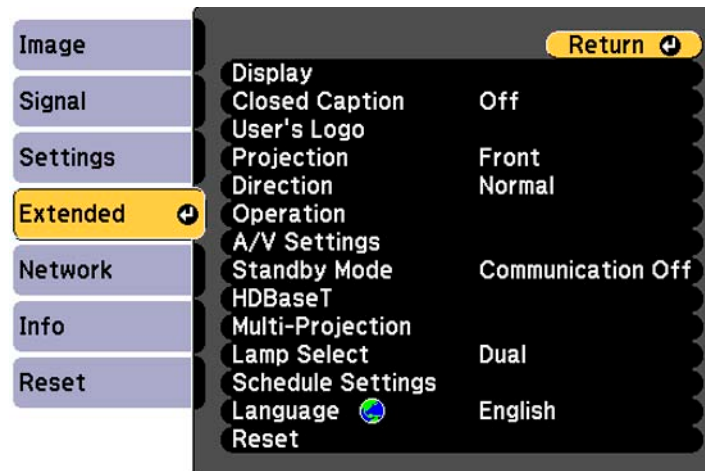 Image
Signal
Settings
Extended
Network
Info
Reset
Return
Display
Closed Caption Off
User's Logo
Projection Front
Direction Normal
Operation
A/V Settings
Standby Mode Communication Off
HDBaseT
Multi-Projection
Lamp Select Dual
Schedule Settings
Language English
Reset